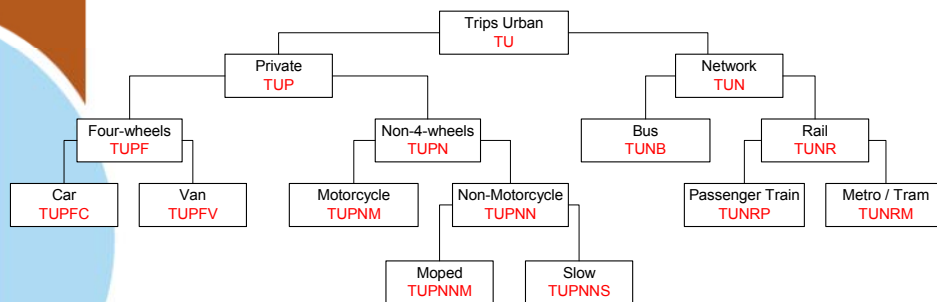 Trips Urban
TU
Private
TUP
Network
TUN
Four-wheels
TUPF
Non-4-wheels
TUPN
Bus
TUNB
Rail
TUNR
Car
TUPFC
Van
TUPFV
Motorcycle
TUPNM
Non-Motorcycle
TUPNN
Passenger Train
TUNRP
Metro / Tram
TUNRM
Moped
TUPNNM
Slow
TUPNNS